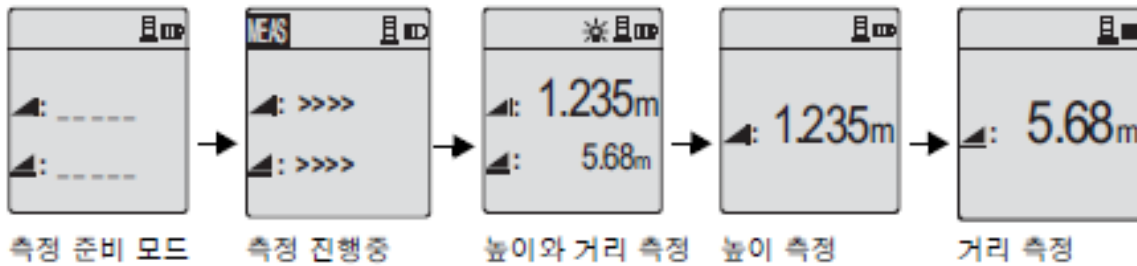 MEAS
: _ _ _ _ _
: _ _ _ _ _
: >>>>
: >>>>
: 1.235m
: 5.68m
: 1.235m
: 5.68m
측정 준비 모드
측정 진행중
높이와 거리 측정
높이 측정
거리 측정